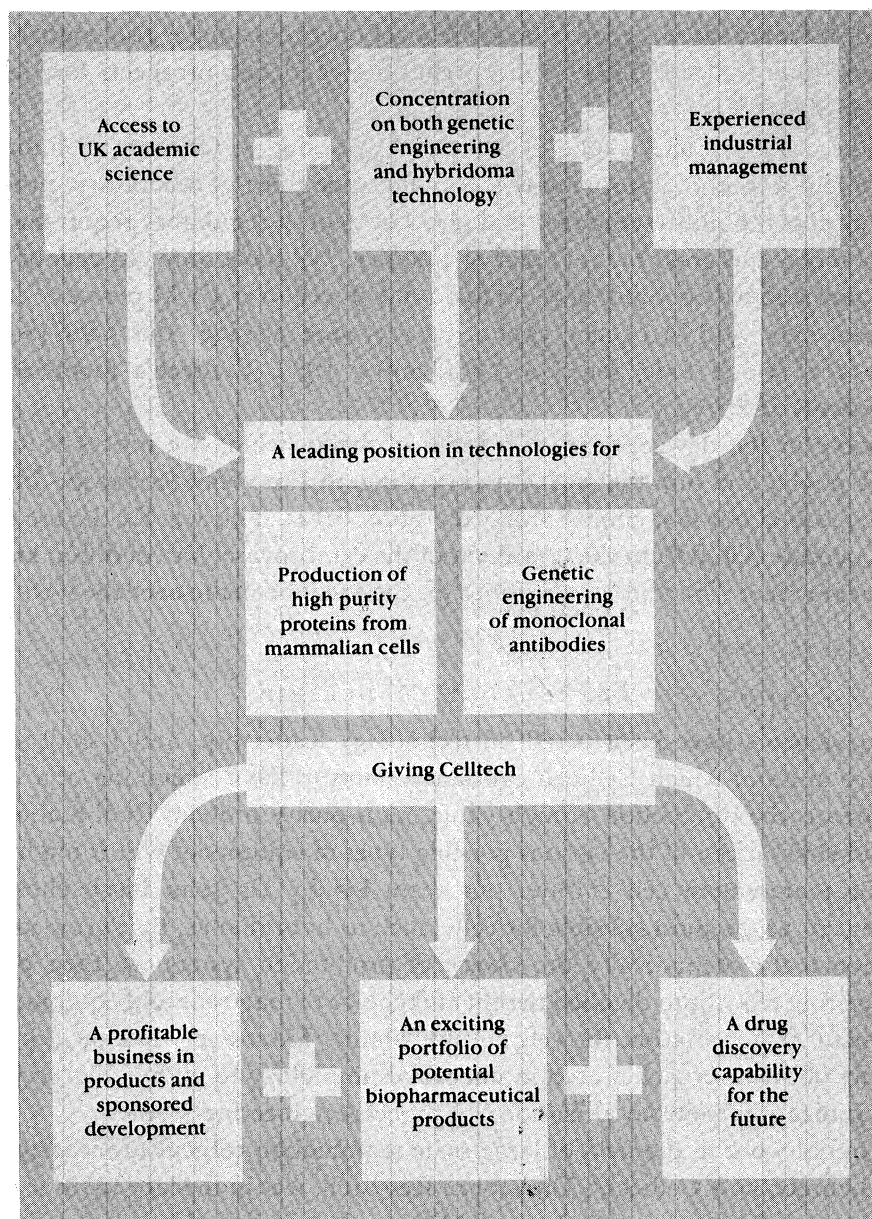 Access to
UK academic
science
Concentration
on both genetic
engineering
and hybridoma
technology
Experienced
industrial
management
A leading position in technologies for
Production of
high purity
proteins from
mammalian cells
Genetic
engineering
of monoclonal
antibodies
Giving Celltech
A profitable
business in
products and
sponsored
development
An exciting
portfolio of
potential
biopharmaceutical
products
A drug
discovery
capability
for the
future